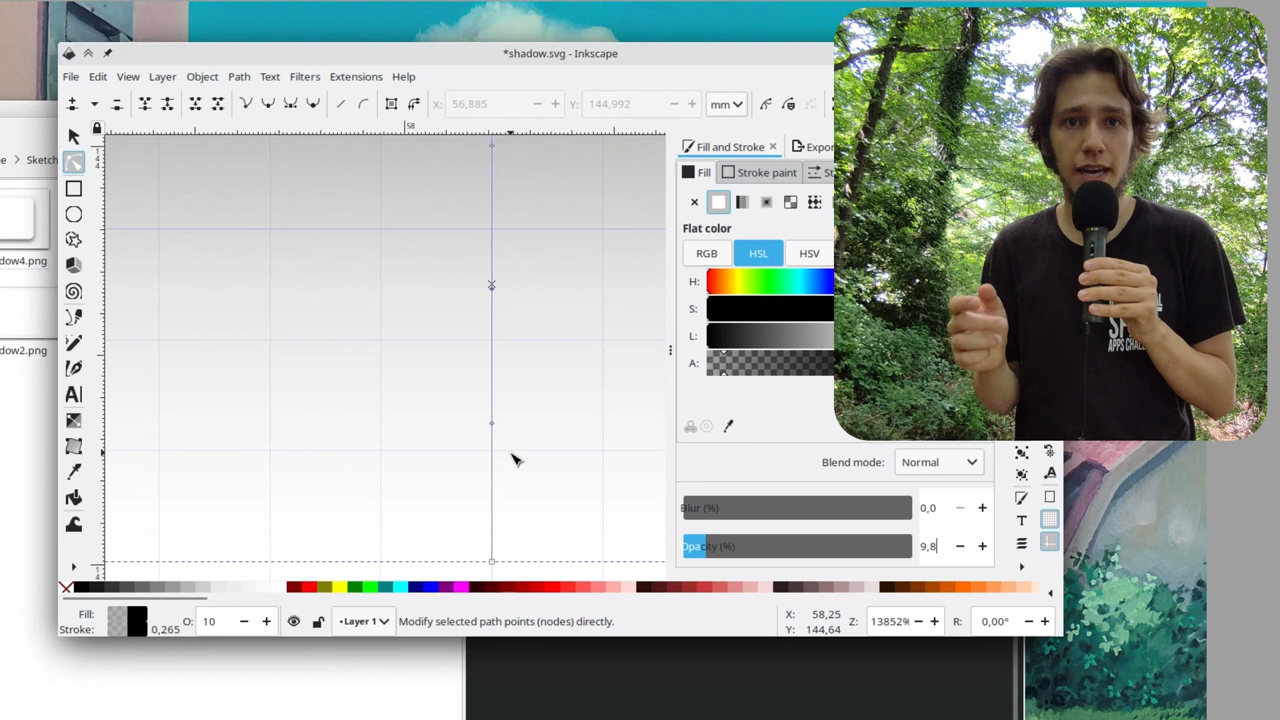 *shadow.svg - Inkscape
File Edit View Layer Object Path Text Filters Extensions Help
X: 56,885 − + Y: 144,992 − + mm
58
Sketch
Fill and Stroke Expor
Fill Stroke paint St
Flat color
RGB HSL HSV
H:
S:
L:
A:
dow4.png
dow2.png
Blend mode: Normal
Blur (%) 0,0 − +
Opacity (%) 9,8 − +
Fill:
Stroke: 0,265
O: 10 − +
•Layer 1
Modify selected path points (nodes) directly.
X: 58,25
Y: 144,64
Z: 13852% − +
R: 0,00° − +
APPS CHALL